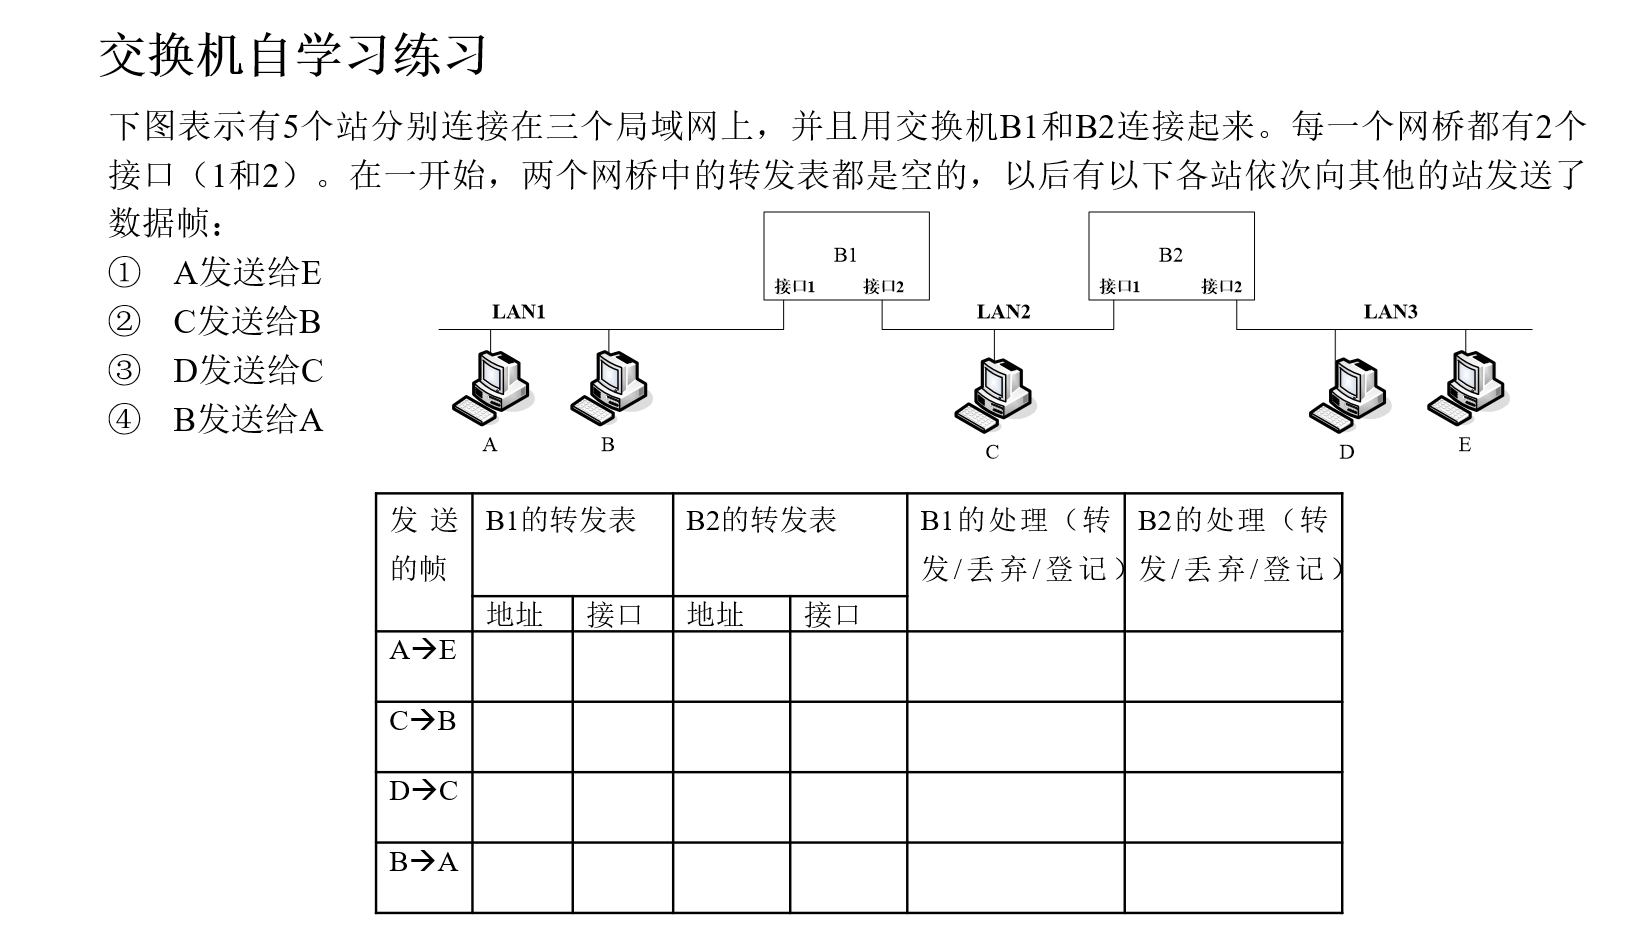 交换机自学习练习
下图表示有5个站分别连接在三个局域网上，并且用交换机B1和B2连接起来。每一个网桥都有2个
接口（1和2）。在一开始，两个网桥中的转发表都是空的，以后有以下各站依次向其他的站发送了
数据帧：
① A发送给E
② C发送给B
③ D发送给C
④ B发送给A
B1
接口1 接口2
B2
接口1 接口2
LAN1
LAN2
LAN3
A
B
C
D
E
发送的帧 B1的转发表 B2的转发表 B1的处理（转发/丢弃/登记） B2的处理（转发/丢弃/登记）
地址 接口 地址 接口
A→E
C→B
D→C
B→A